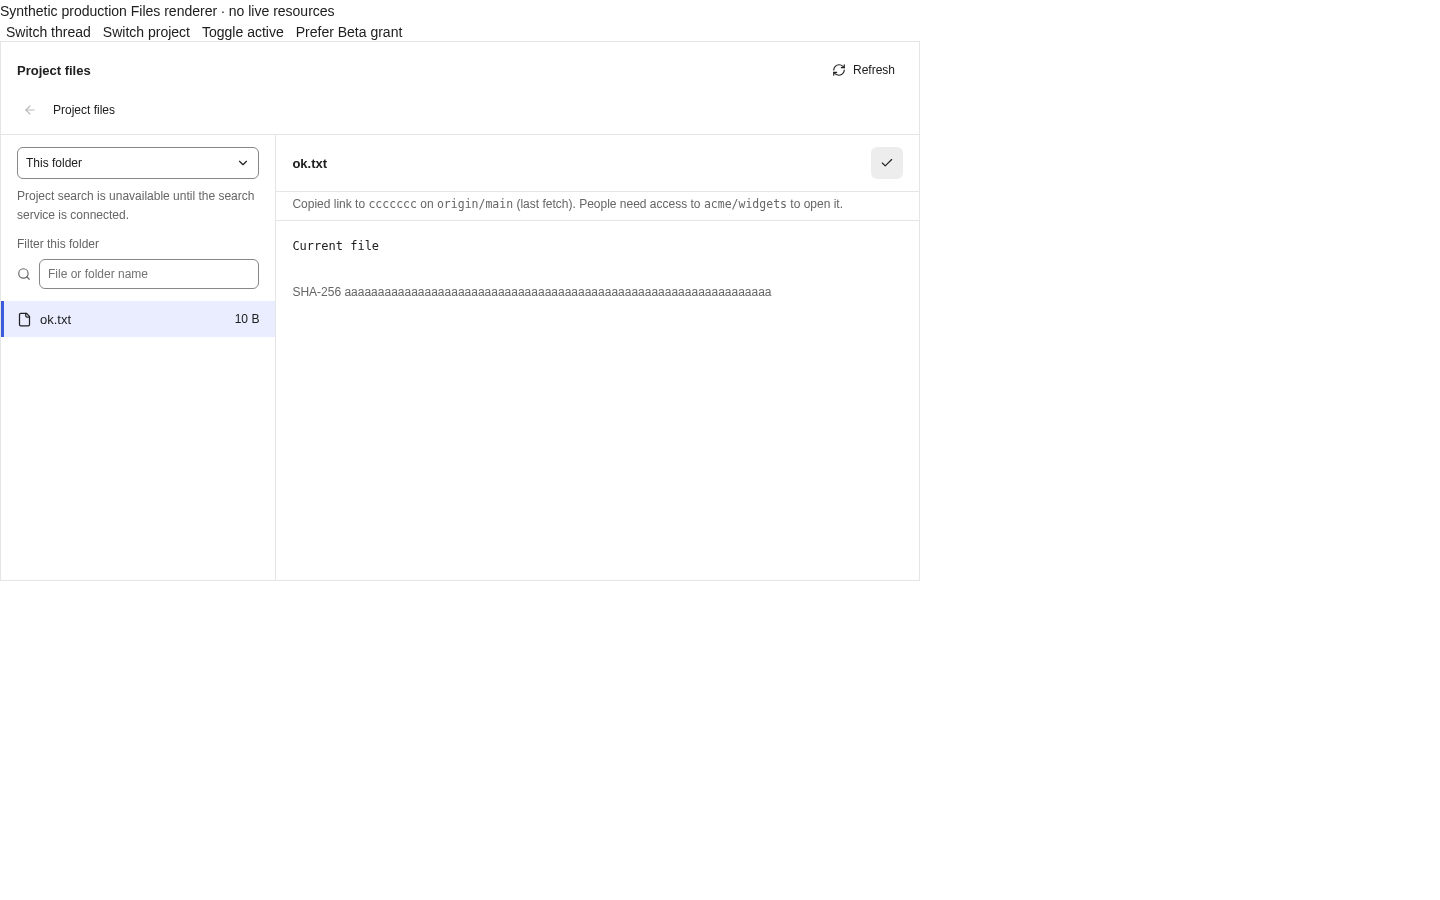 Synthetic production Files renderer · no live resources
Switch thread Switch project Toggle active Prefer Beta grant
Project files
Refresh
Project files
This folder
Project search is unavailable until the search
service is connected.
Filter this folder
File or folder name
ok.txt 10 B
ok.txt
Copied link to ccccccc on origin/main (last fetch). People need access to acme/widgets to open it.
Current file
SHA-256 aaaaaaaaaaaaaaaaaaaaaaaaaaaaaaaaaaaaaaaaaaaaaaaaaaaaaaaaaaaaaaaa